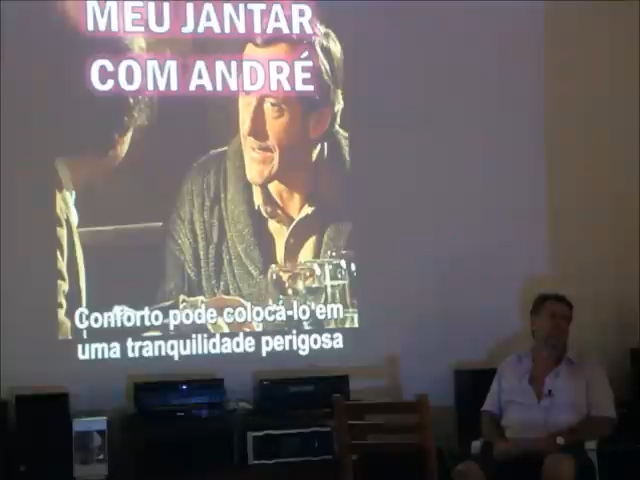 MEU JANTAR
COM ANDRÉ
Conforto pode colocá-lo em
uma tranquilidade perigosa